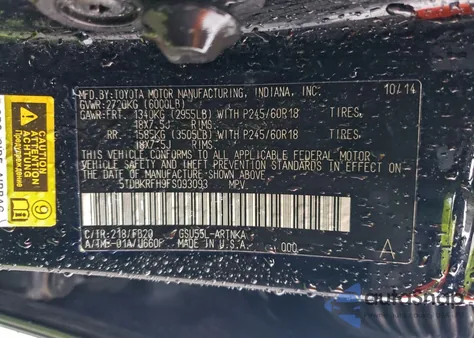 MFD.BY:TOYOTA MOTOR MANUFACTURING, INDIANA, INC. 10/14
GVWR:2720KG (6000LB)
GAWR:FRT. 1340KG (2955LB) WITH P245/60R18 TIRES,
18X7.5J RIMS
RR. 1585KG (3505LB) WITH P245/60R18 TIRES,
18X7.5J RIMS
THIS VEHICLE CONFORMS TO ALL APPLICABLE FEDERAL MOTOR
VEHICLE SAFETY AND THEFT PREVENTION STANDARDS IN EFFECT ON
THE DATE OF MANUFACTURE SHOWN ABOVE.
5TDBKRFH9FS093093 MPV
C/TR:218/FB20 GSU55L-ARTNKA
A/TM:-01A/U660F MADE IN U.S.A. 000 A
autoshop